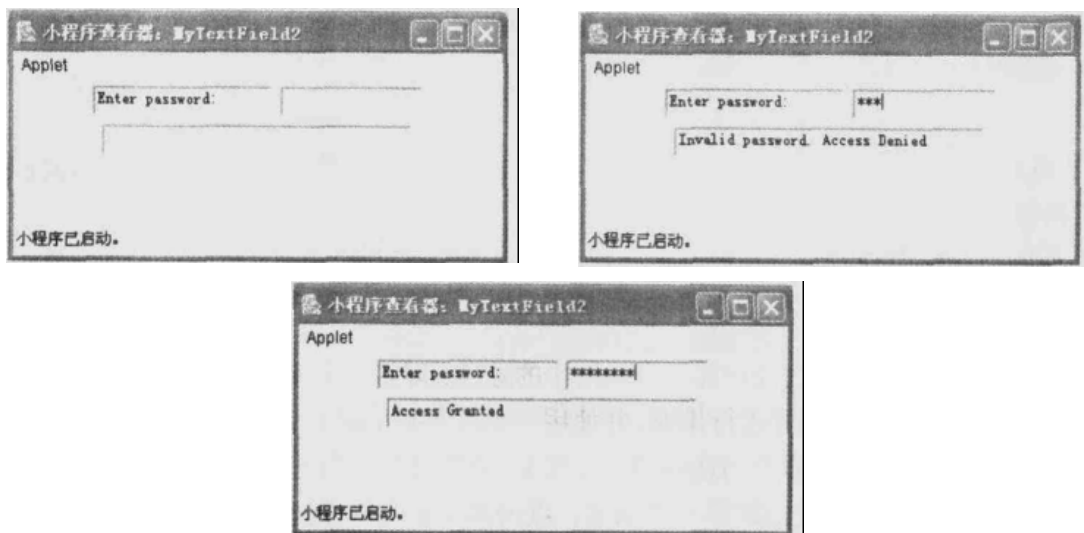 小程序查看器: MyTextField2
Applet
Enter password:
小程序已启动。
小程序查看器: MyTextField2
Applet
Enter password: ***
Invalid password. Access Denied
小程序已启动。
小程序查看器: MyTextField2
Applet
Enter password: ********
Access Granted
小程序已启动。